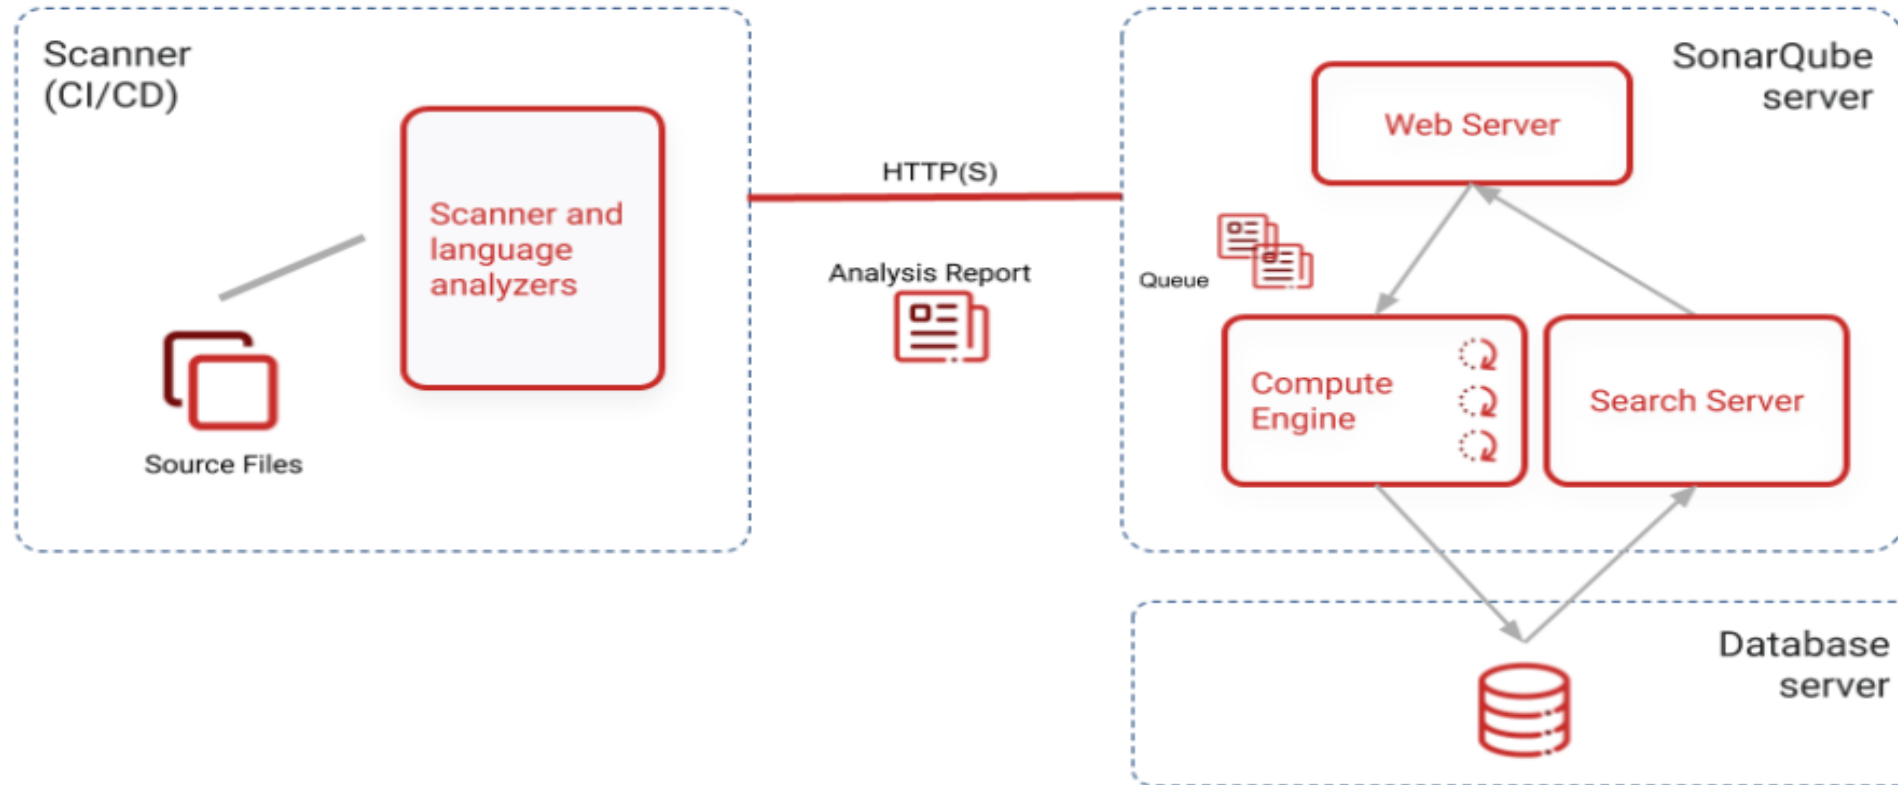 Scanner
(CI/CD)
Scanner and
language
analyzers
Source Files
HTTP(S)
Analysis Report
SonarQube
server
Web Server
Queue
Compute
Engine
Search Server
Database
server